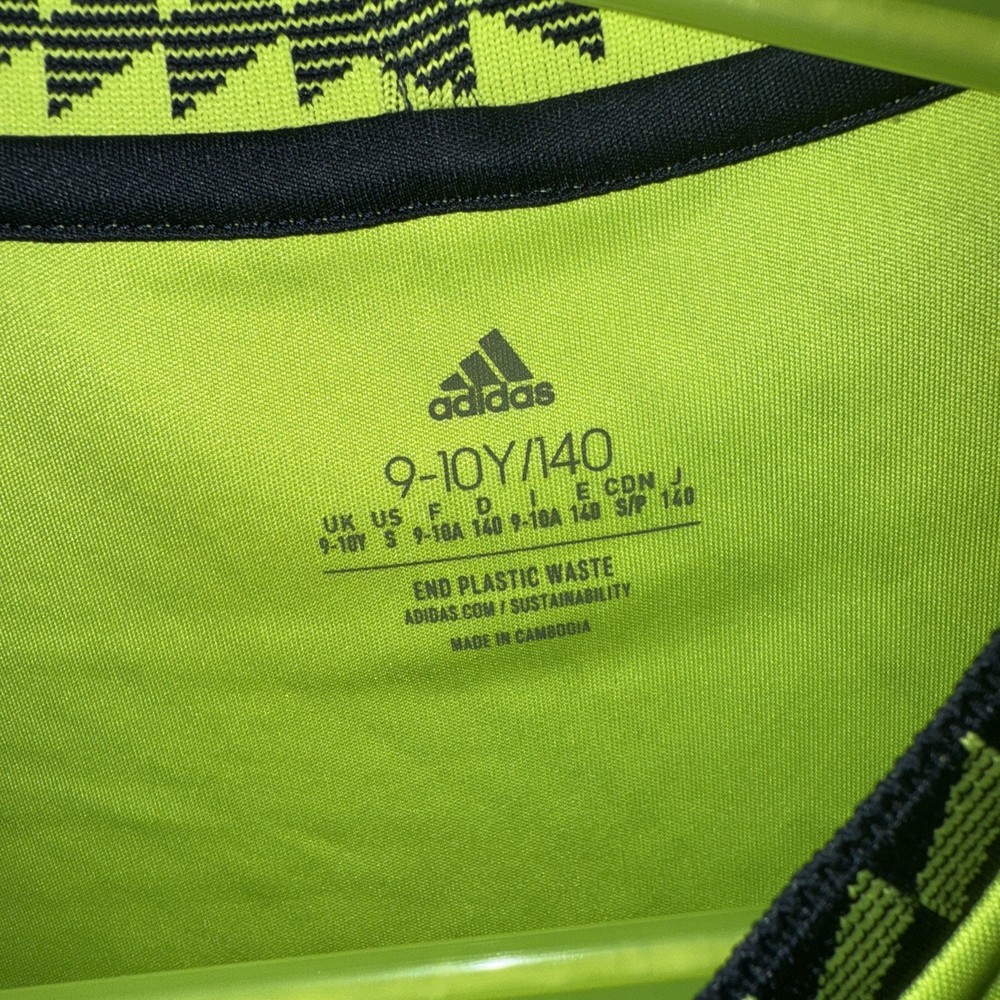 adidas
9-10Y/140
UK US F D I E CDN J
9-10Y S 9-10A 140 9-10A 140 S/P 140
END PLASTIC WASTE
ADIDAS.COM / SUSTAINABILITY
MADE IN CAMBODIA